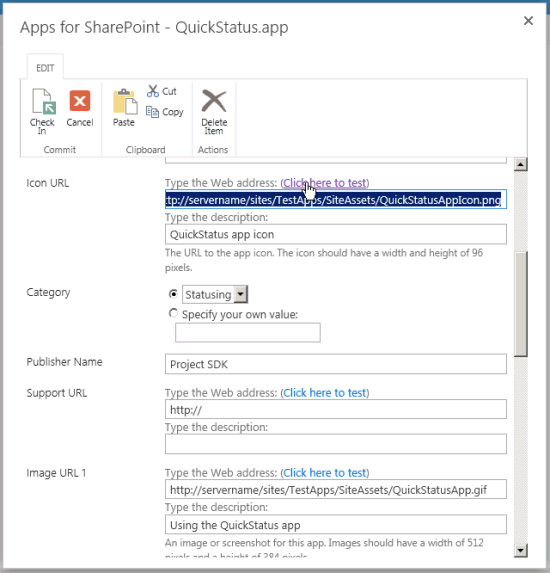 Apps for SharePoint - QuickStatus.app
EDIT
Check In
Cancel
Paste
Cut
Copy
Delete Item
Commit
Clipboard
Actions
Icon URL
Type the Web address: (Click here to test)
tp://servername/sites/TestApps/SiteAssets/QuickStatusAppIcon.png
Type the description:
QuickStatus app icon
The URL to the app icon. The icon should have a width and height of 96
pixels.
Category
Statusing
Specify your own value:
Publisher Name
Project SDK
Support URL
Type the Web address: (Click here to test)
http://
Type the description:
Image URL 1
Type the Web address: (Click here to test)
http://servername/sites/TestApps/SiteAssets/QuickStatusApp.gif
Type the description:
Using the QuickStatus app
An image or screenshot for this app. Images should have a width of 512
pixels and a height of 384 pixels.